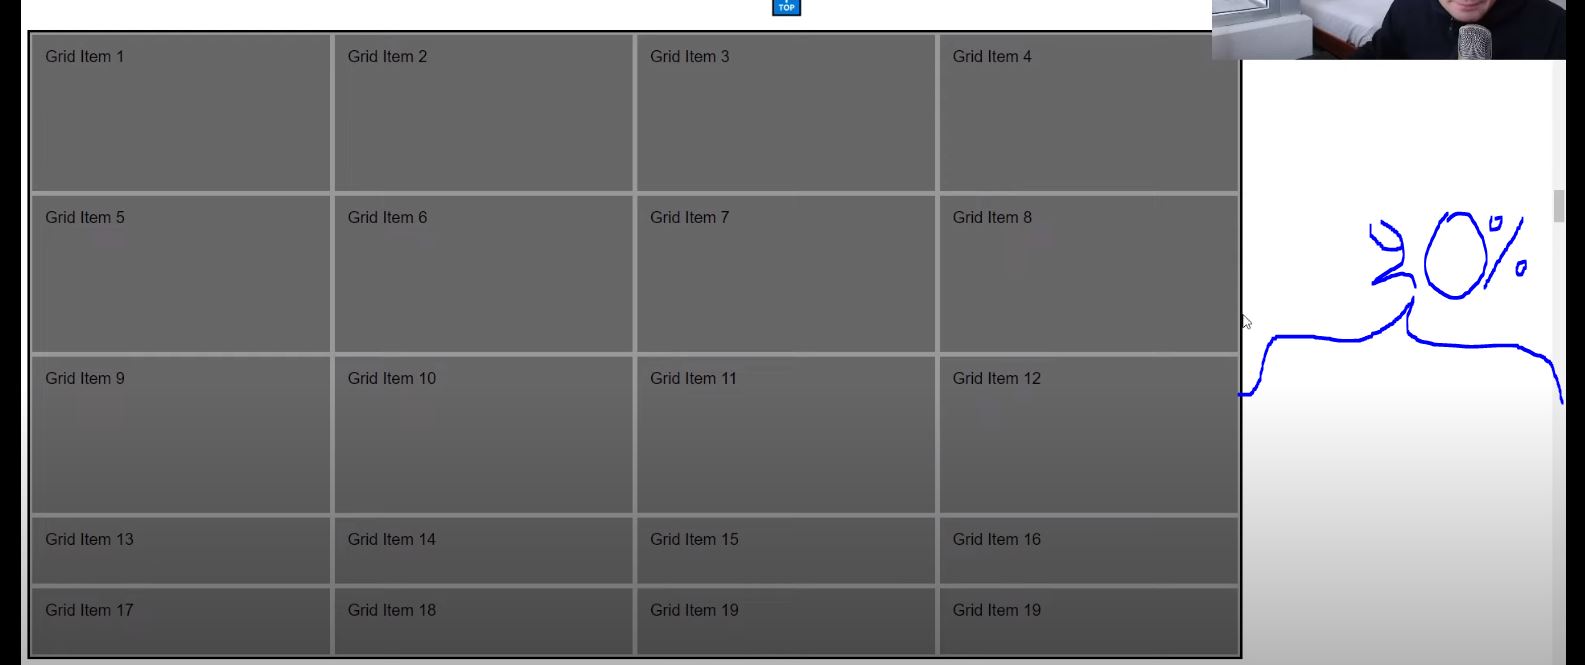 TOP
Grid Item 1 Grid Item 2 Grid Item 3 Grid Item 4
20%
Grid Item 5 Grid Item 6 Grid Item 7 Grid Item 8
Grid Item 9 Grid Item 10 Grid Item 11 Grid Item 12
Grid Item 13 Grid Item 14 Grid Item 15 Grid Item 16
Grid Item 17 Grid Item 18 Grid Item 19 Grid Item 19